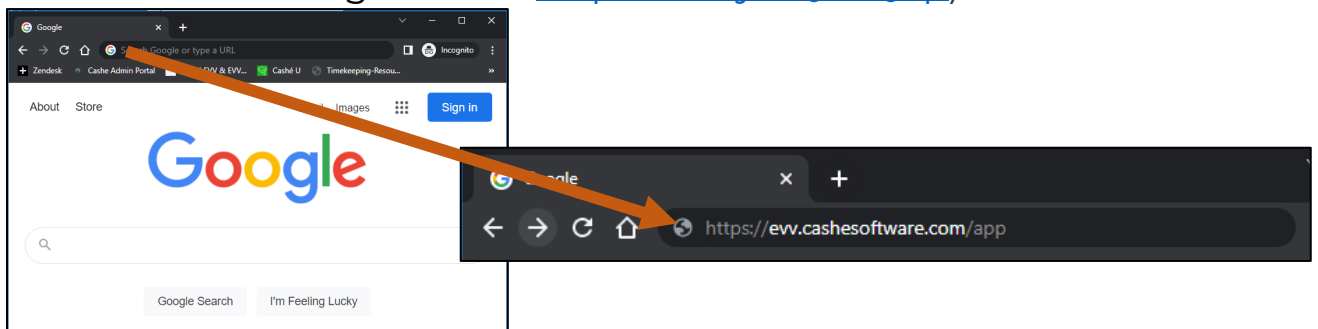 Google
Search Google or type a URL
Incognito
Zendesk Cashe Admin Portal & EVV... Cashé U Timekeeping-Resou... »
About Store Images Sign in
Google
Google Search I'm Feeling Lucky
Google
https://evv.cashesoftware.com/app